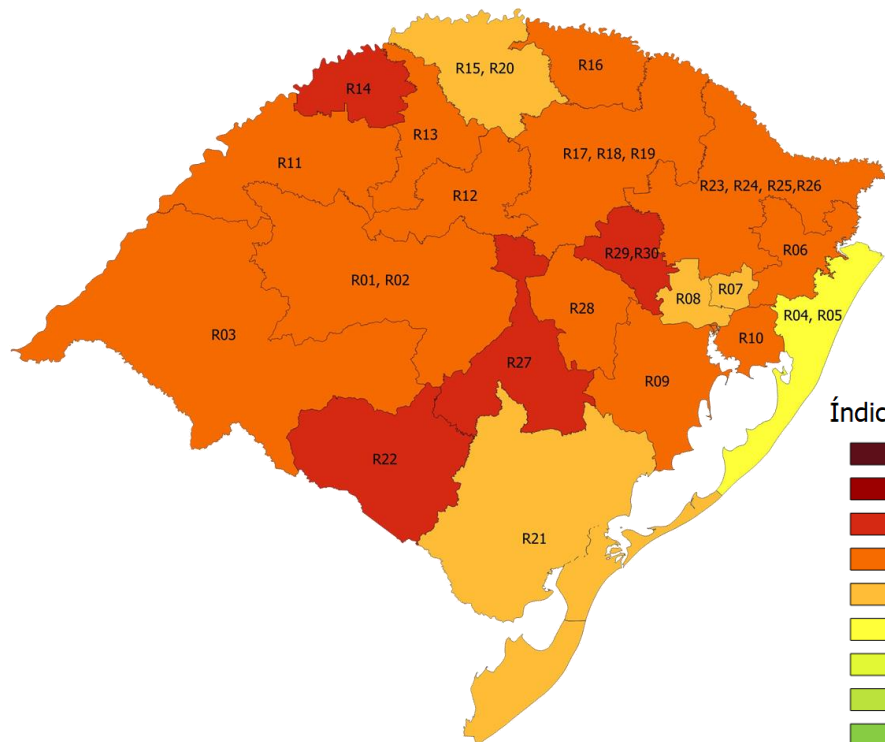 R15, R20
R16
R14
R13
R11
R17, R18, R19
R12
R23, R24, R25,R26
R06
R29,R30
R01, R02
R07
R08
R28
R04, R05
R03
R10
R27
R09
R22
R21
Índic